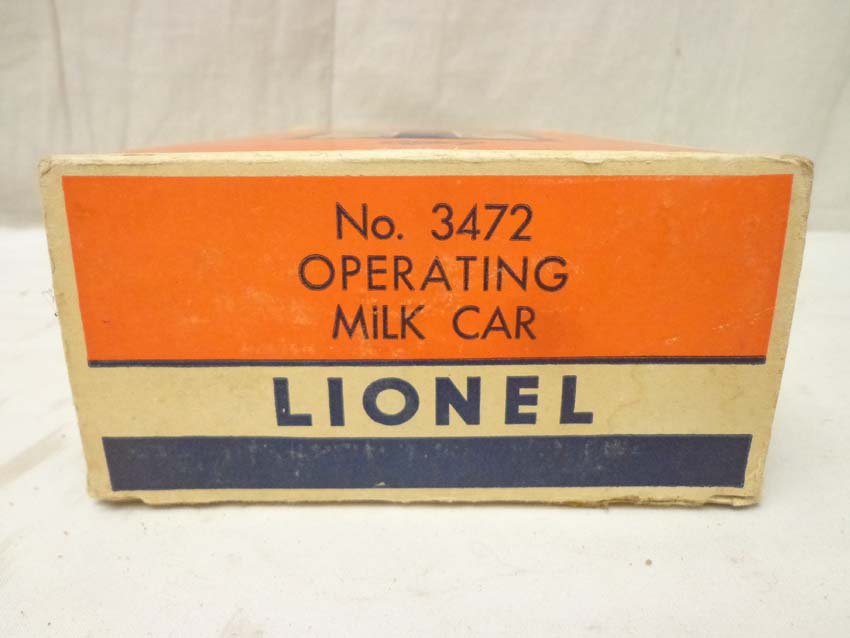 No. 3472
OPERATING
MiLK CAR
LIONEL